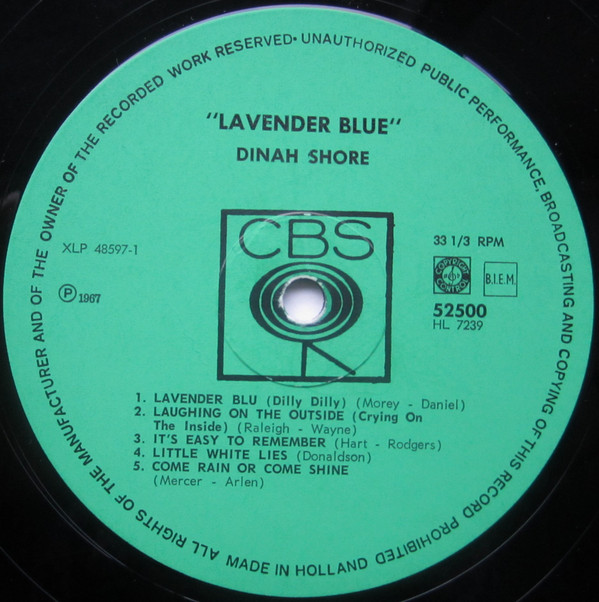 ALL RIGHTS OF THE MANUFACTURER AND OF THE OWNER OF THE RECORDED WORK RESERVED· UNAUTHORIZED PUBLIC PERFORMANCE, BROADCASTING AND COPYING OF THIS RECORD PROHIBITED
"LAVENDER BLUE"
DINAH SHORE
CBS
XLP 48597-1
33 1/3 RPM
COPYRIGHT CONTROL
B.I.E.M.
Ⓟ1967
52500
HL 7239
1. LAVENDER BLU (Dilly Dilly) (Morey - Daniel)
2. LAUGHING ON THE OUTSIDE (Crying On
The Inside) (Raleigh - Wayne)
3. IT'S EASY TO REMEMBER (Hart - Rodgers)
4. LITTLE WHITE LIES (Donaldson)
5. COME RAIN OR COME SHINE
(Mercer - Arlen)
MADE IN HOLLAND